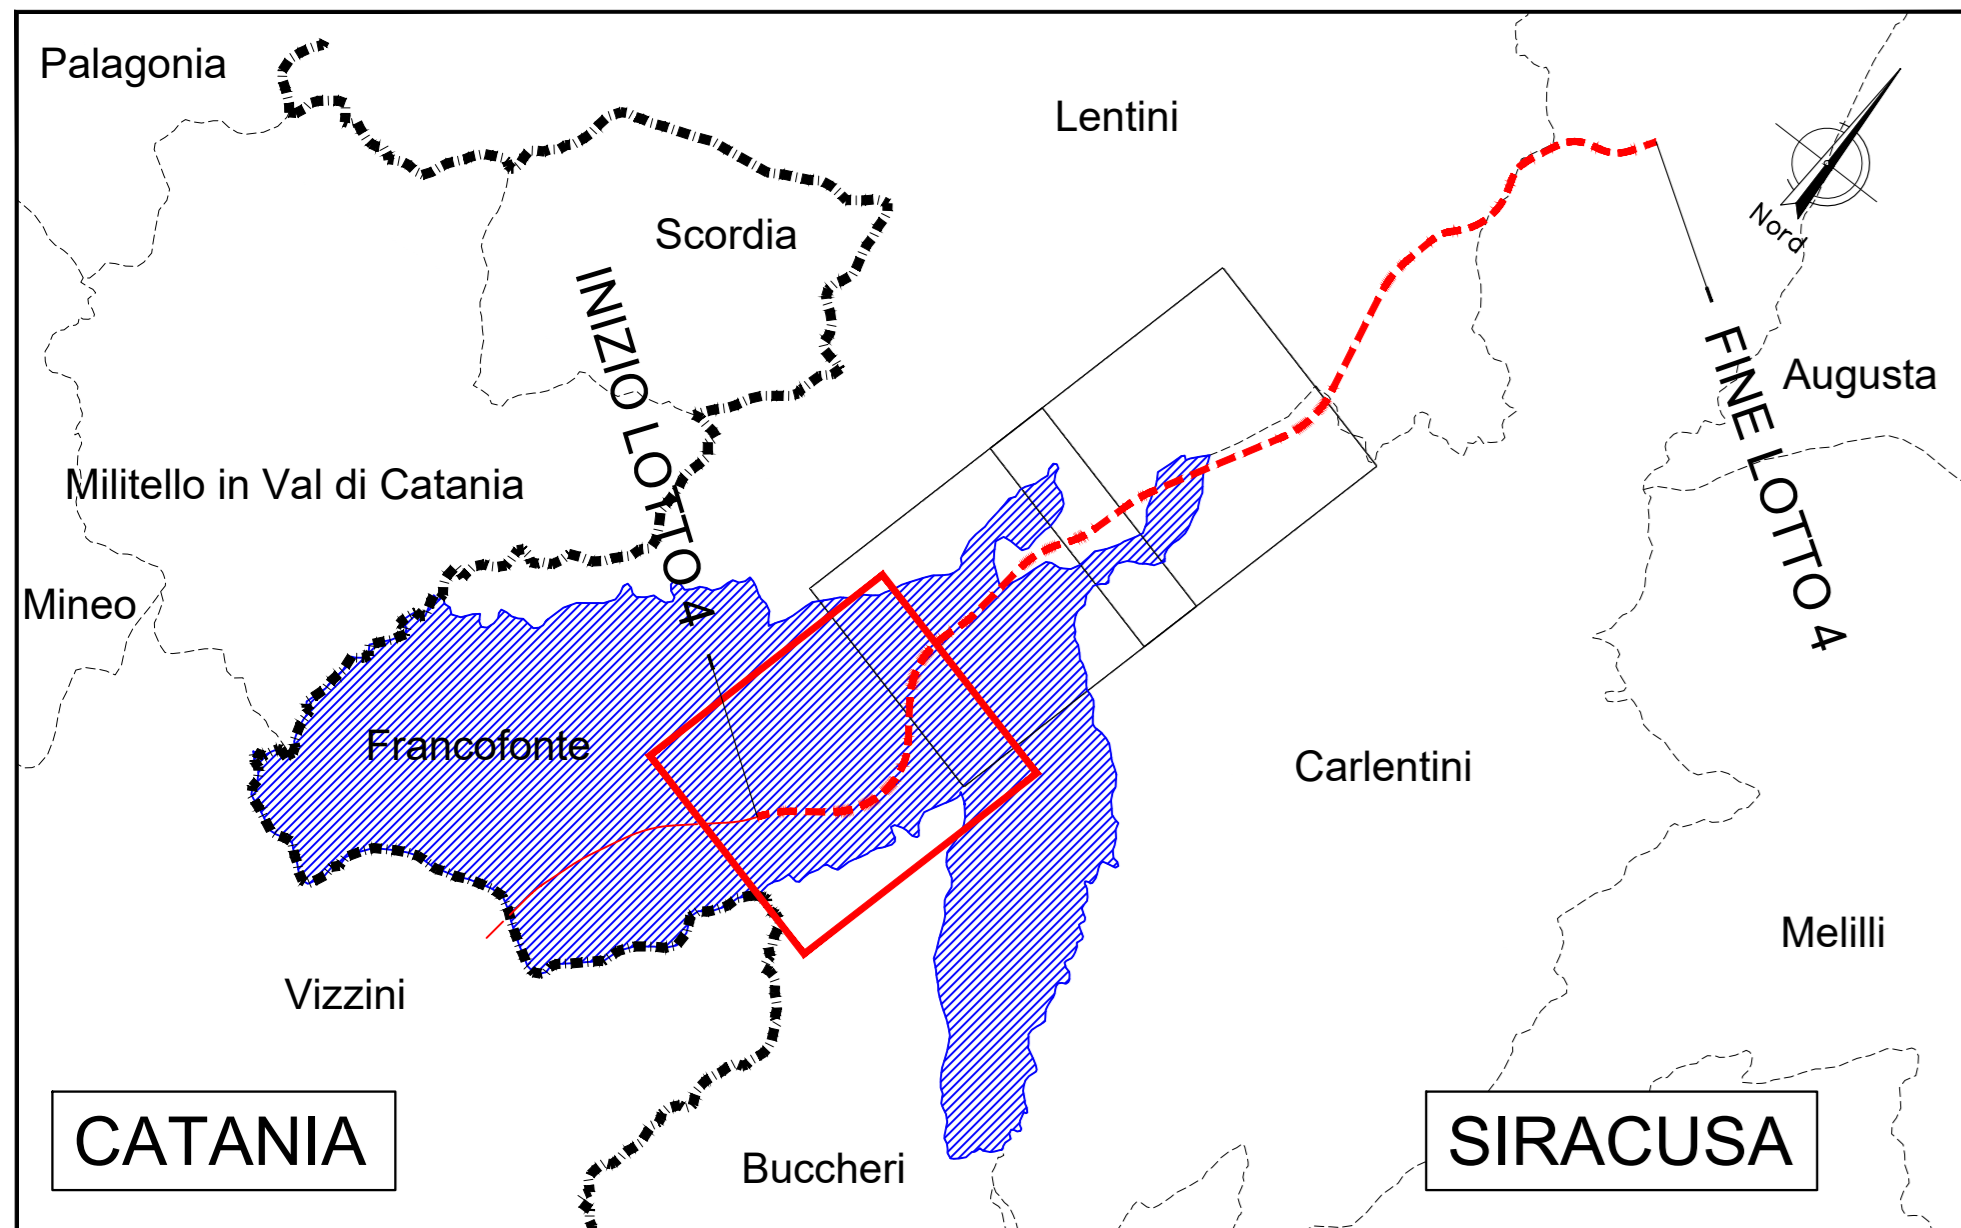 Palagonia
Lentini
Nord
Scordia
INIZIO LOTTO 4
FINE LOTTO 4
Augusta
Militello in Val di Catania
Mineo
Francofonte
Carlentini
Melilli
Vizzini
CATANIA
SIRACUSA
Buccheri